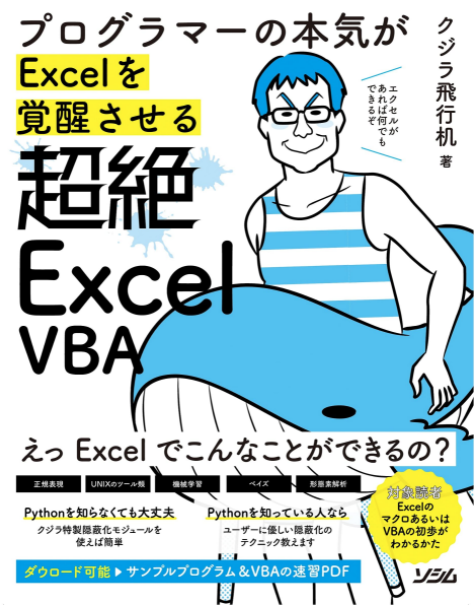 プログラマーの本気が
Excelを
覚醒させる
超絶
Excel
VBA
クジラ飛行机 著
エクセルが
あれば何でも
できるぞ
えっ Excel でこんなことができるの？
正規表現
UNIXのツール類
機械学習
ベイズ
形態素解析
Pythonを知らなくても大丈夫
クジラ特製隠蔽化モジュールを
使えば簡単
Pythonを知っている人なら
ユーザーに優しい隠蔽化の
テクニック教えます
対象読者
Excelの
マクロあるいは
VBAの初歩が
わかるかた
ダウロード可能▶サンプルプログラム＆VBAの速習PDF
ソシム